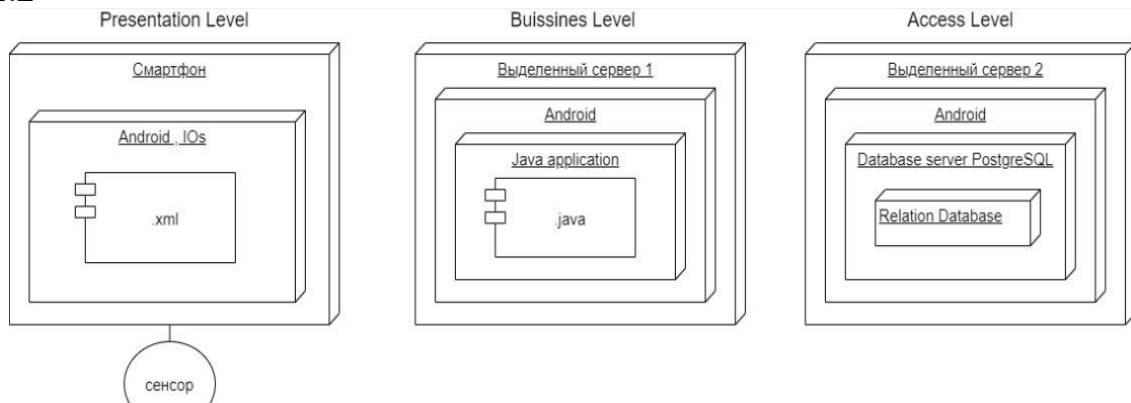 Presentation Level
Смартфон
Android , IOs
.xml
сенсор
Buissines Level
Выделенный сервер 1
Android
Java application
.java
Access Level
Выделенный сервер 2
Android
Database server PostgreSQL
Relation Database